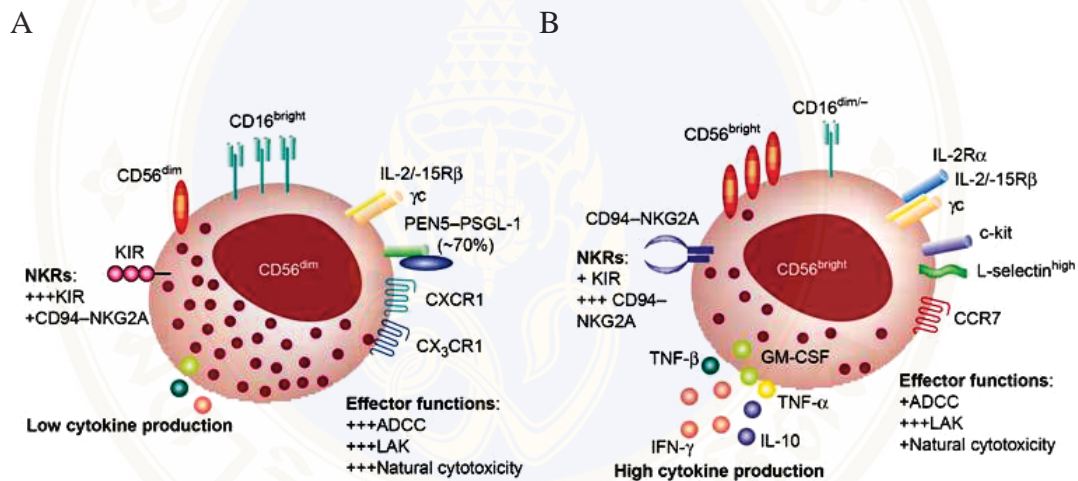 A
CD16bright
CD56dim
IL-2/-15Rβ
γc
PEN5–PSGL-1
(~70%)
KIR
NKRs:
+++KIR
+CD94–NKG2A
CD56dim
CXCR1
CX3CR1
Low cytokine production
Effector functions:
+++ADCC
+++LAK
+++Natural cytotoxicity
B
CD16dim/–
CD56bright
IL-2Rα
IL-2/-15Rβ
γc
CD94–NKG2A
c-kit
NKRs:
+ KIR
+++ CD94–
NKG2A
CD56bright
L-selectinhigh
CCR7
TNF-β
GM-CSF
TNF-α
IFN-γ
IL-10
High cytokine production
Effector functions:
+ADCC
+++LAK
+Natural cytotoxicity